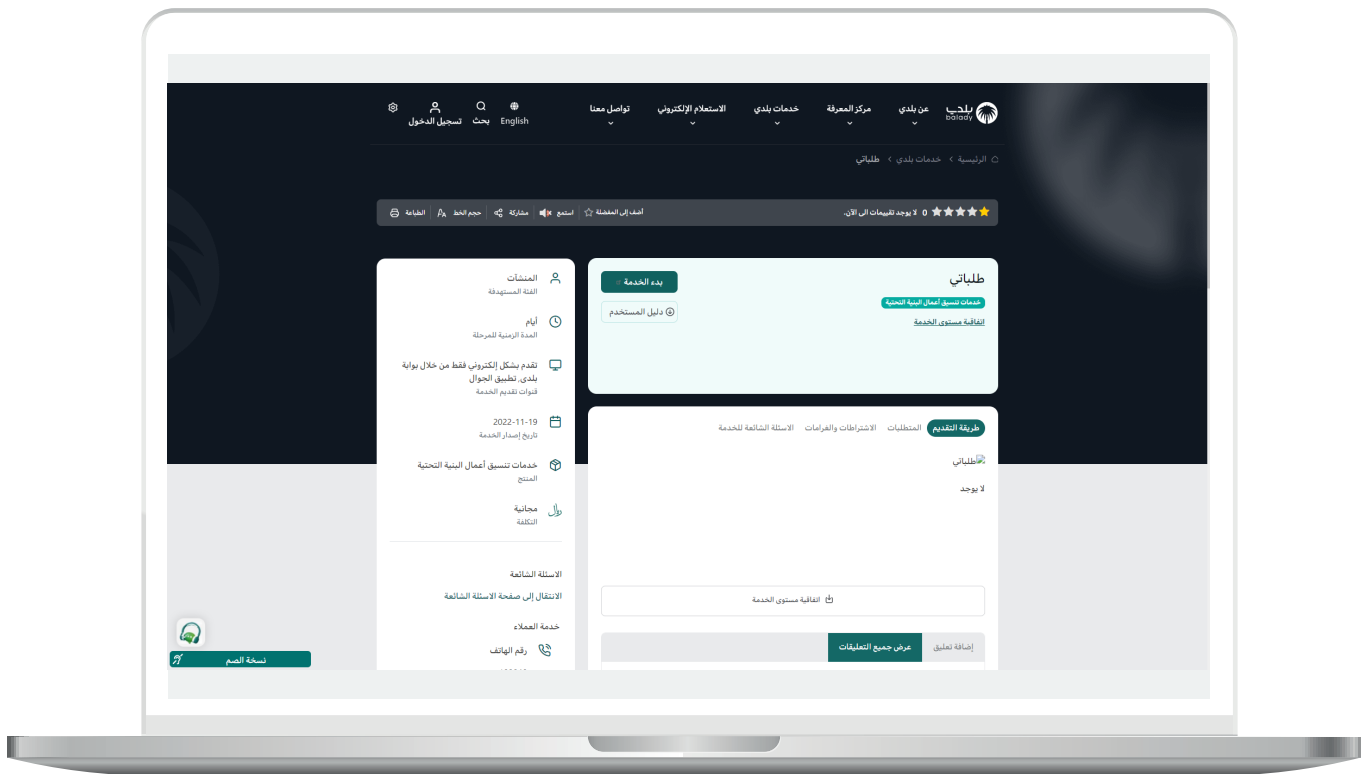 بلدي
balady
عن بلدي
مركز المعرفة
خدمات بلدي
الاستعلام الإلكتروني
تواصل معنا
English
بحث
تسجيل الدخول
الرئيسية › خدمات بلدي › طلباتي
0 لا يوجد تقييمات الى الآن.
أضف إلى المفضلة
استمع
مشاركة
حجم الخط
الطباعة
طلباتي
خدمات تنسيق أعمال البنية التحتية
اتفاقية مستوى الخدمة
بدء الخدمة
دليل المستخدم
طريقة التقديم
المتطلبات
الاشتراطات والغرامات
الاسئلة الشائعة للخدمة
طلباتي
لا يوجد
اتفاقية مستوى الخدمة
إضافة تعليق
عرض جميع التعليقات
المنشآت
الفئة المستهدفة
أيام
المدة الزمنية للمرحلة
تقدم بشكل إلكتروني فقط من خلال بوابة
بلدي, تطبيق الجوال
قنوات تقديم الخدمة
2022-11-19
تاريخ إصدار الخدمة
خدمات تنسيق أعمال البنية التحتية
المنتج
مجانية
التكلفة
الاسئلة الشائعة
الانتقال إلى صفحة الاسئلة الشائعة
خدمة العملاء
رقم الهاتف
نسخة الصم